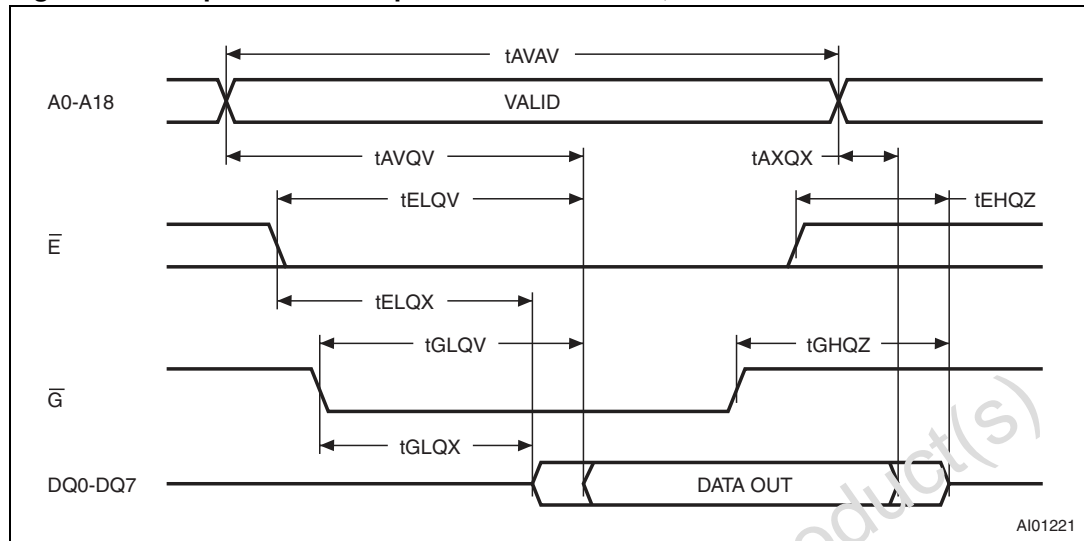 tAVAV
A0-A18 VALID
tAVQV tAXQX
tELQV tEHQZ
E̅
tELQX
tGLQV tGHQZ
G̅
tGLQX
DQ0-DQ7 DATA OUT
AI01221